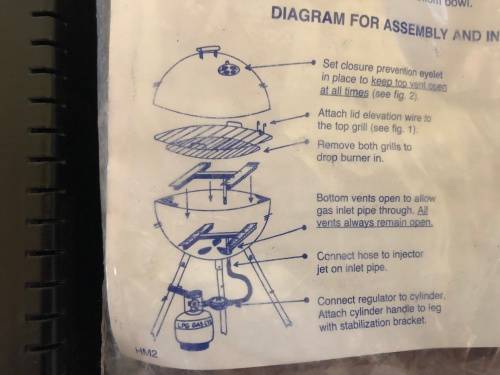 bowl.
DIAGRAM FOR ASSEMBLY AND IN
Set closure prevention eyelet
in place to keep top vent open
at all times (see fig. 2).
Attach lid elevation wire to
the top grill (see fig. 1).
Remove both grills to
drop burner in.
Bottom vents open to allow
gas inlet pipe through. All
vents always remain open.
Connect hose to injector
jet on inlet pipe.
Connect regulator to cylinder.
Attach cylinder handle to leg
with stabilization bracket.
LPG GAS CYL
HM2